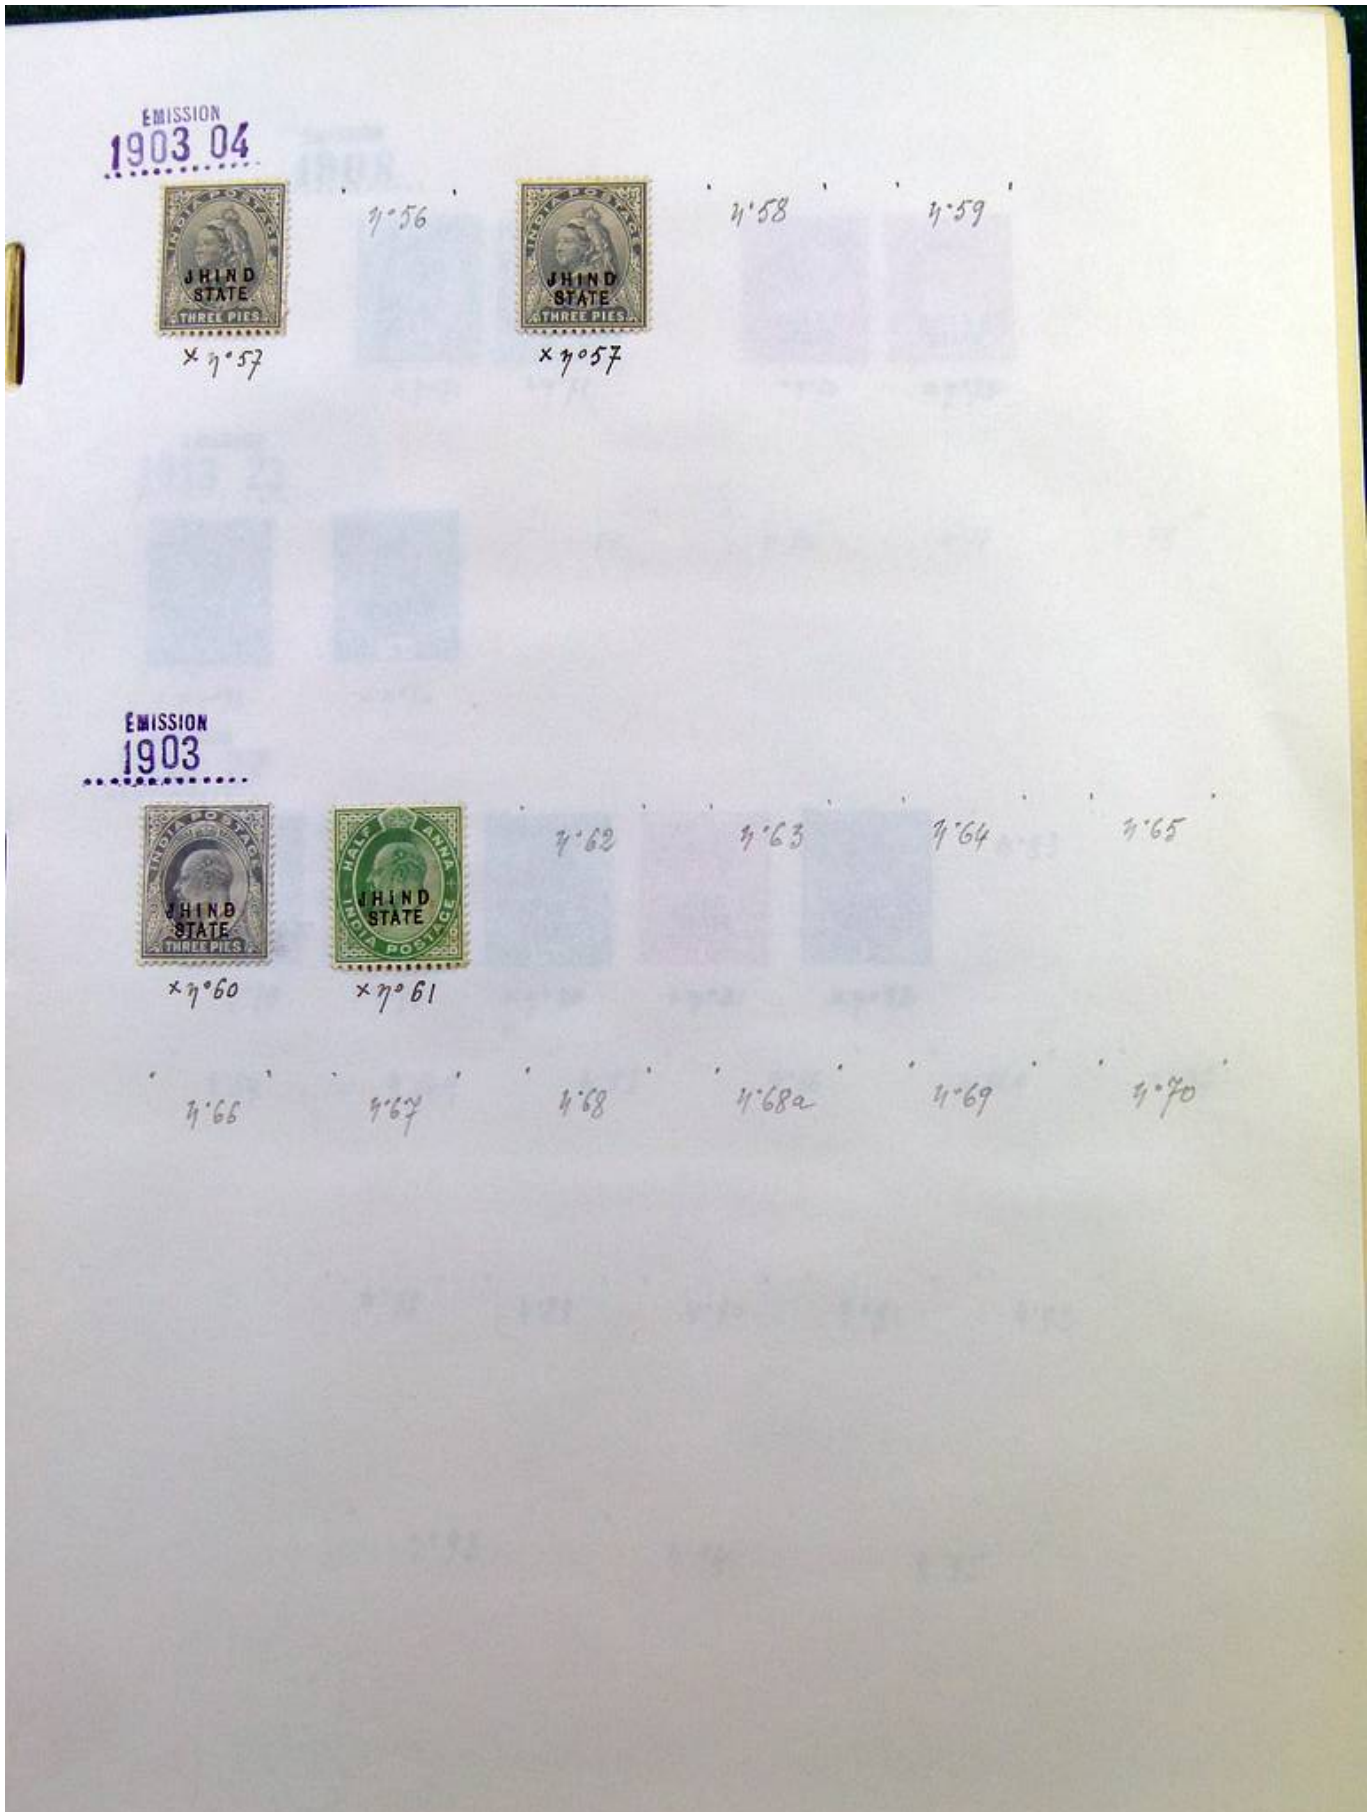 EMISSION
1903 04
INDIA POSTAGE
JHIND
STATE
THREE PIES
x n°57
n°56
INDIA POSTAGE
JHIND
STATE
THREE PIES
x n°57
n°58
n°59
EMISSION
1903
INDIA POSTAGE
JHIND
STATE
THREE PIES
x n°60
HALF ANNA
JHIND
STATE
INDIA POSTAGE
x n°61
n°62
n°63
n°64
n°65
n°66
n°67
n°68
n°68a
n°69
n°70